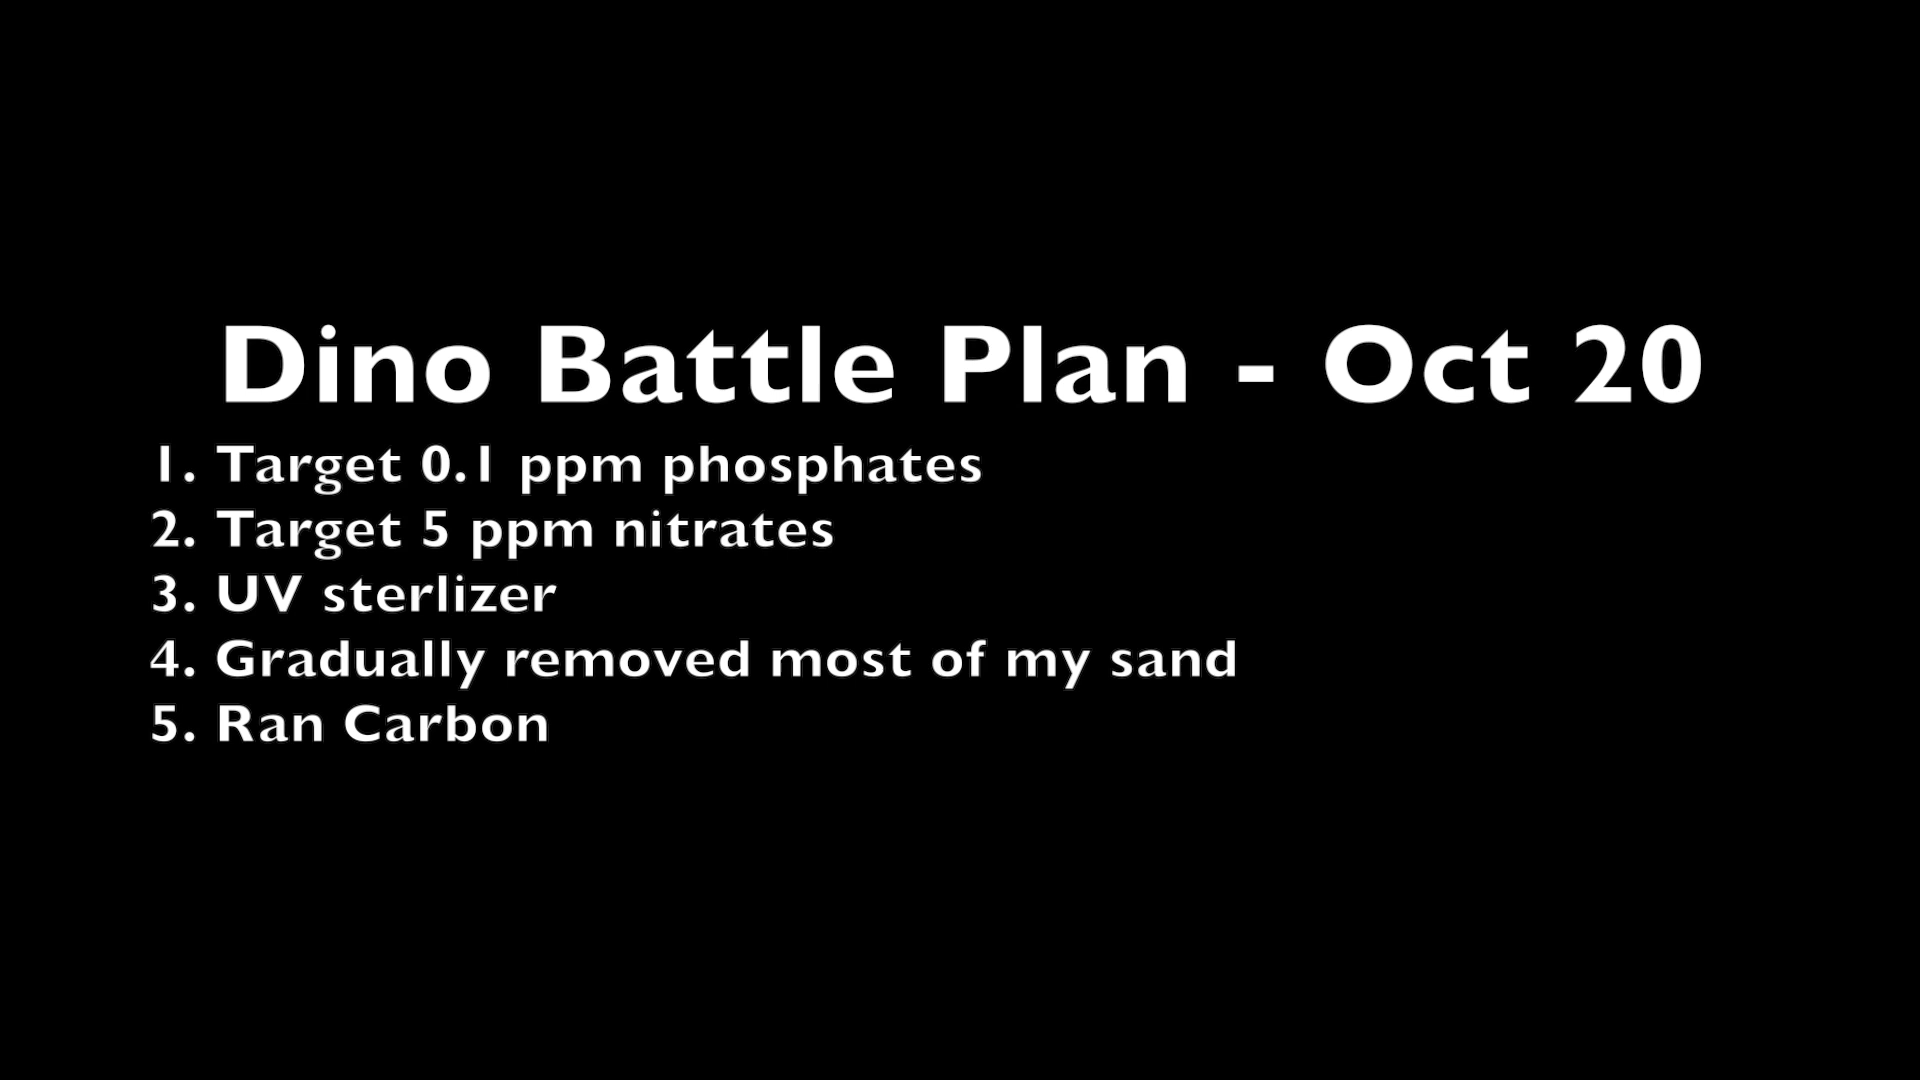 Dino Battle Plan - Oct 20
1. Target 0.1 ppm phosphates
2. Target 5 ppm nitrates
3. UV sterlizer
4. Gradually removed most of my sand
5. Ran Carbon